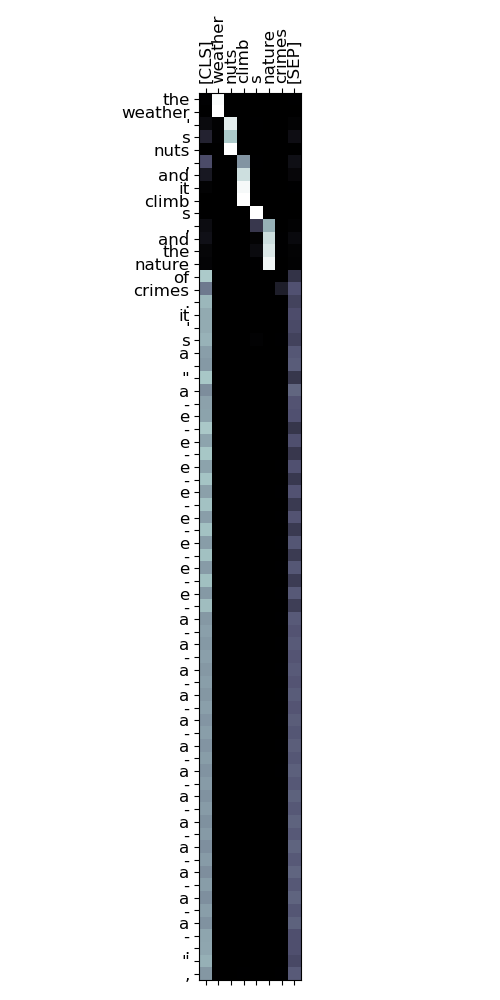 [CLS]
weather
nuts
climb
s
nature
crimes
[SEP]
the
weather
'
s
nuts
,
and
it
climb
s
,
and
the
nature
of
crimes
.
it
'
s
a
"
a
-
e
-
e
-
e
-
e
-
e
-
e
-
e
-
e
-
a
-
a
-
a
-
a
-
a
-
a
-
a
-
a
-
a
-
a
-
a
-
a
-
a
-
.
"
,